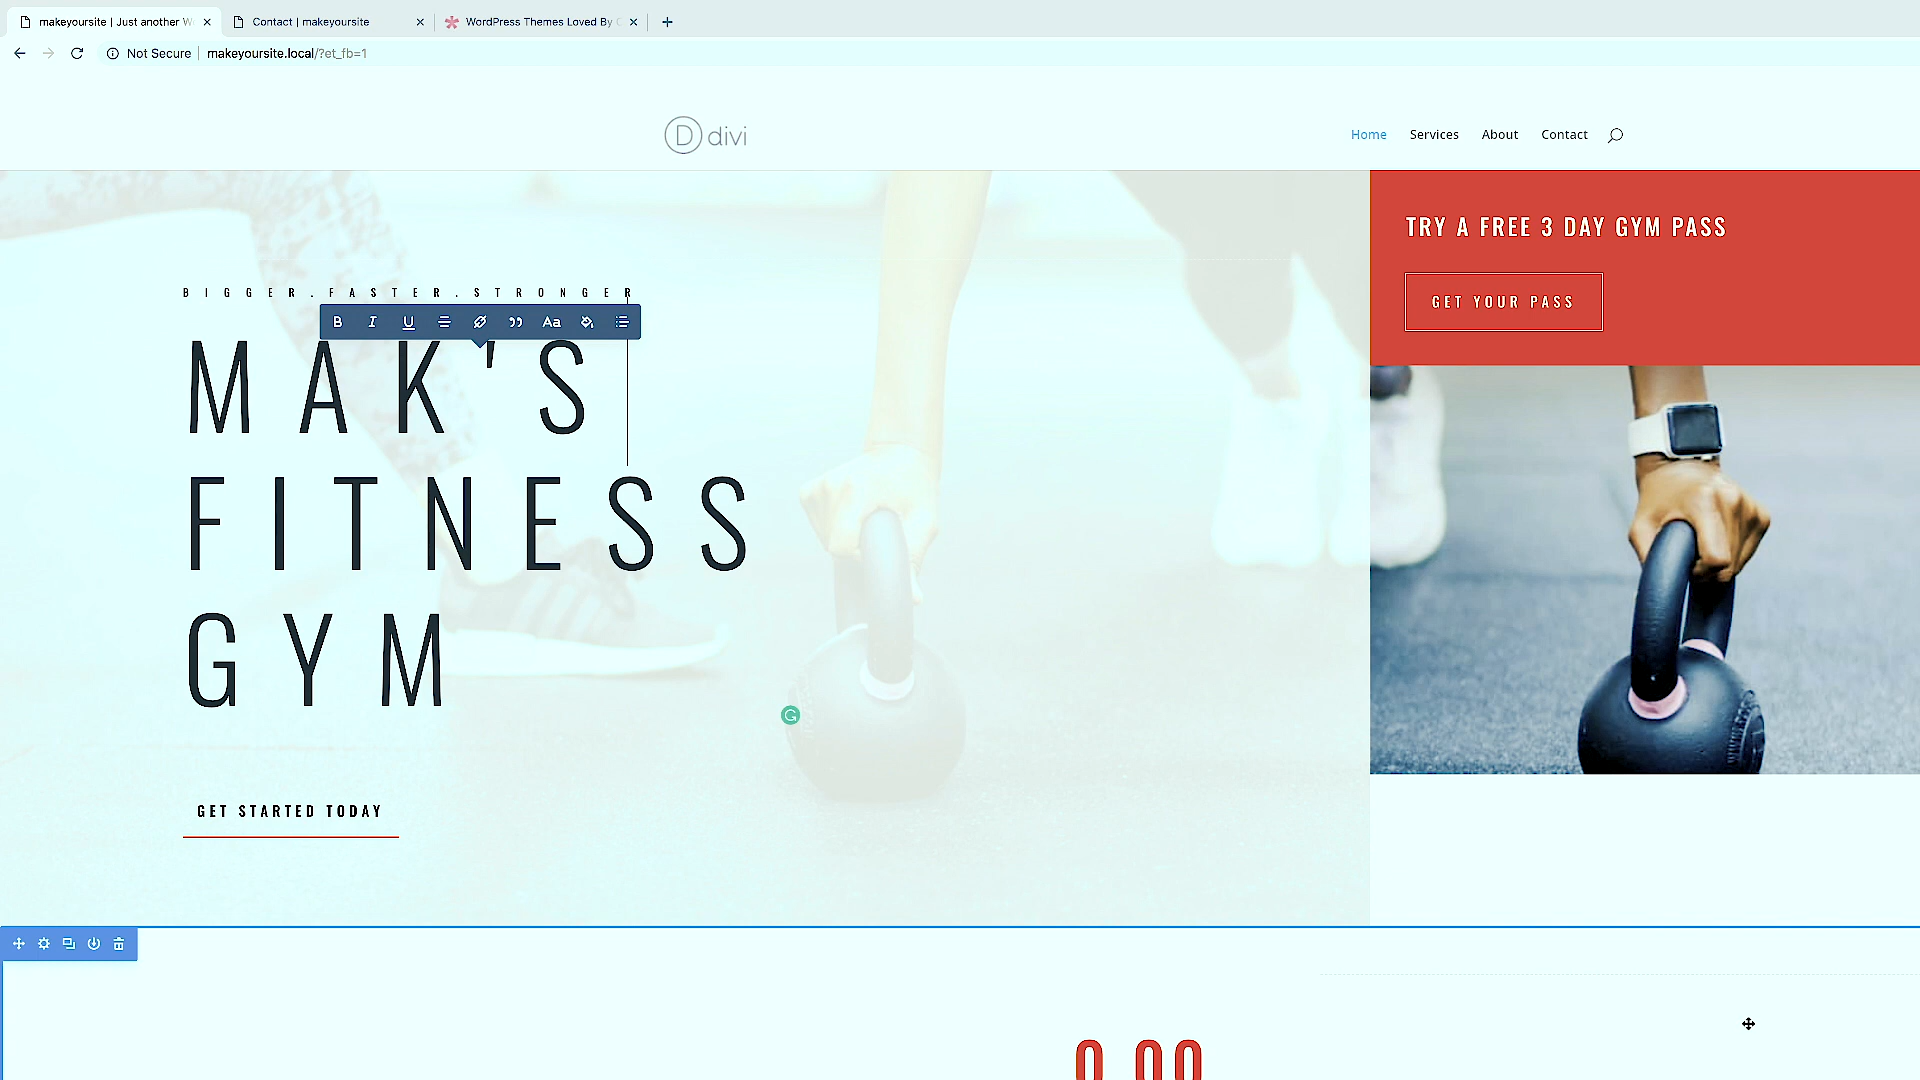 makeyoursite | Just another W
Contact | makeyoursite
WordPress Themes Loved By
Not Secure
makeyoursite.local/?et_fb=1
D divi
Home
Services
About
Contact
BIGGER.FASTER.STRONGER
B I U Aa
MAK'S
FITNESS
GYM
GET STARTED TODAY
TRY A FREE 3 DAY GYM PASS
GET YOUR PASS